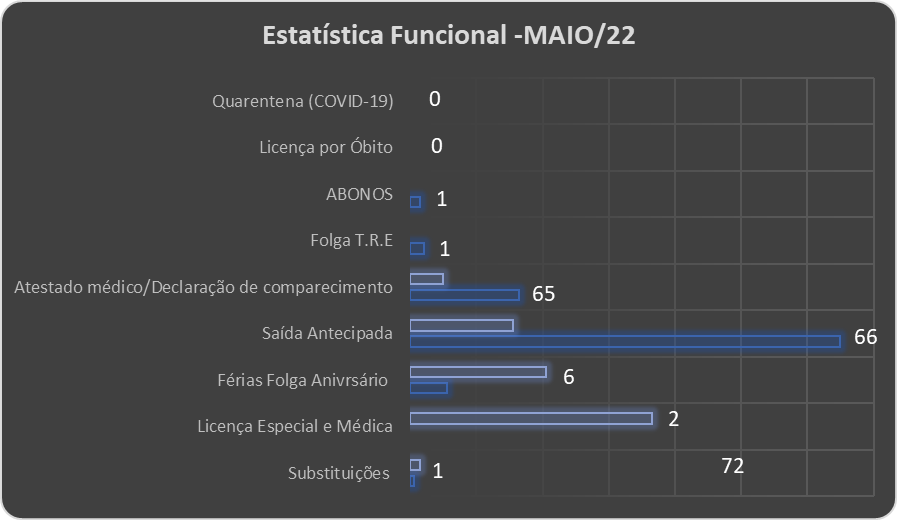 Estatística Funcional -MAIO/22
Quarentena (COVID-19) 0
Licença por Óbito 0
ABONOS 1
Folga T.R.E 1
Atestado médico/Declaração de comparecimento 65
Saída Antecipada 66
Férias Folga Anivrsário 6
Licença Especial e Médica 2
Substituições 1 72